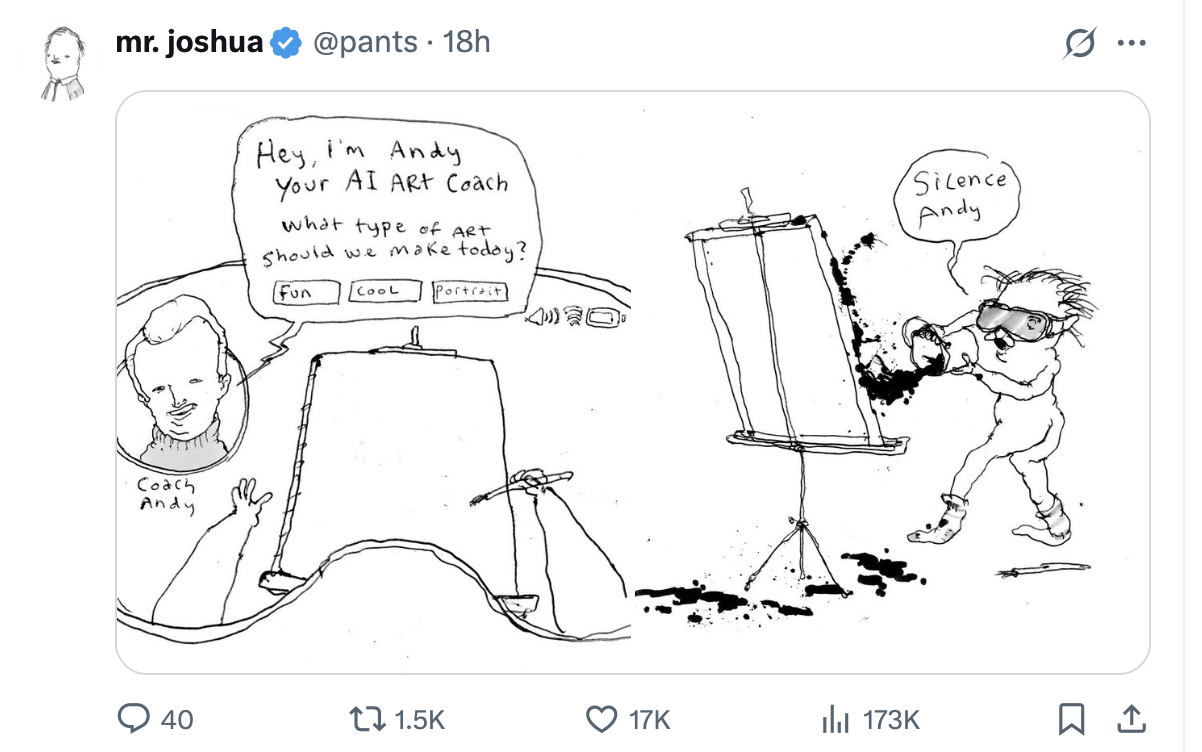 mr. joshua @pants · 18h
Hey, i'm Andy
Your AI ARt Coach
What type of ARt
should we make today?
Fun
Cool
Portrait
Coach
Andy
Silence
Andy
40
1.5K
17K
173K